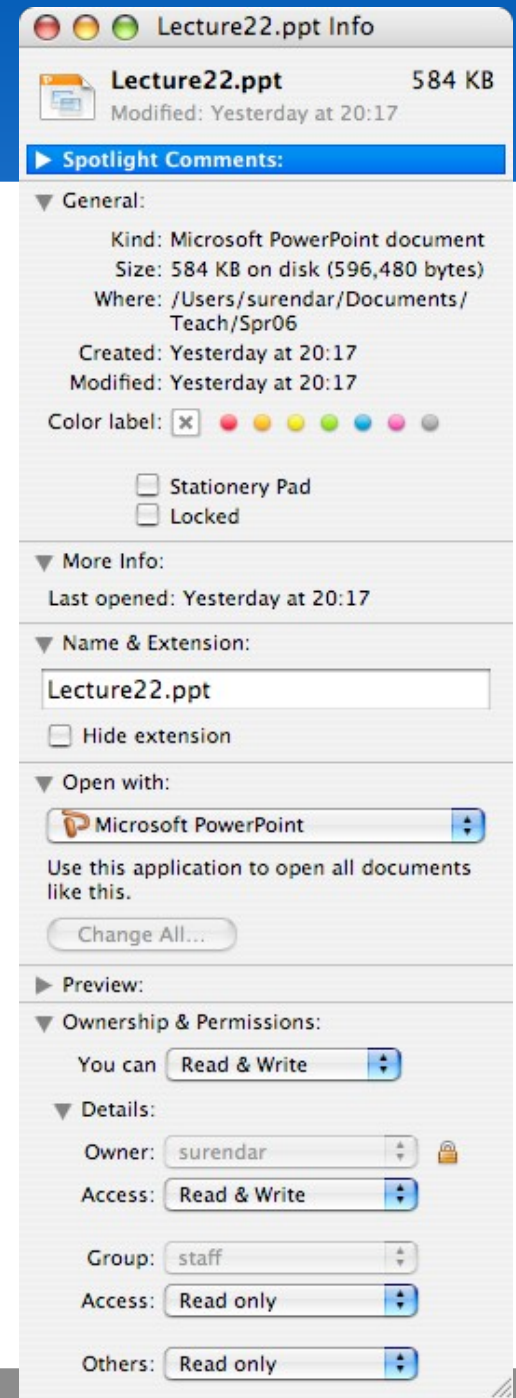 Lecture22.ppt Info
Lecture22.ppt 584 KB
Modified: Yesterday at 20:17
Spotlight Comments:
General:
Kind: Microsoft PowerPoint document
Size: 584 KB on disk (596,480 bytes)
Where: /Users/surendar/Documents/
Teach/Spr06
Created: Yesterday at 20:17
Modified: Yesterday at 20:17
Color label:
Stationery Pad
Locked
More Info:
Last opened: Yesterday at 20:17
Name & Extension:
Lecture22.ppt
Hide extension
Open with:
Microsoft PowerPoint
Use this application to open all documents
like this.
Change All...
Preview:
Ownership & Permissions:
You can Read & Write
Details:
Owner: surendar
Access: Read & Write
Group: staff
Access: Read only
Others: Read only